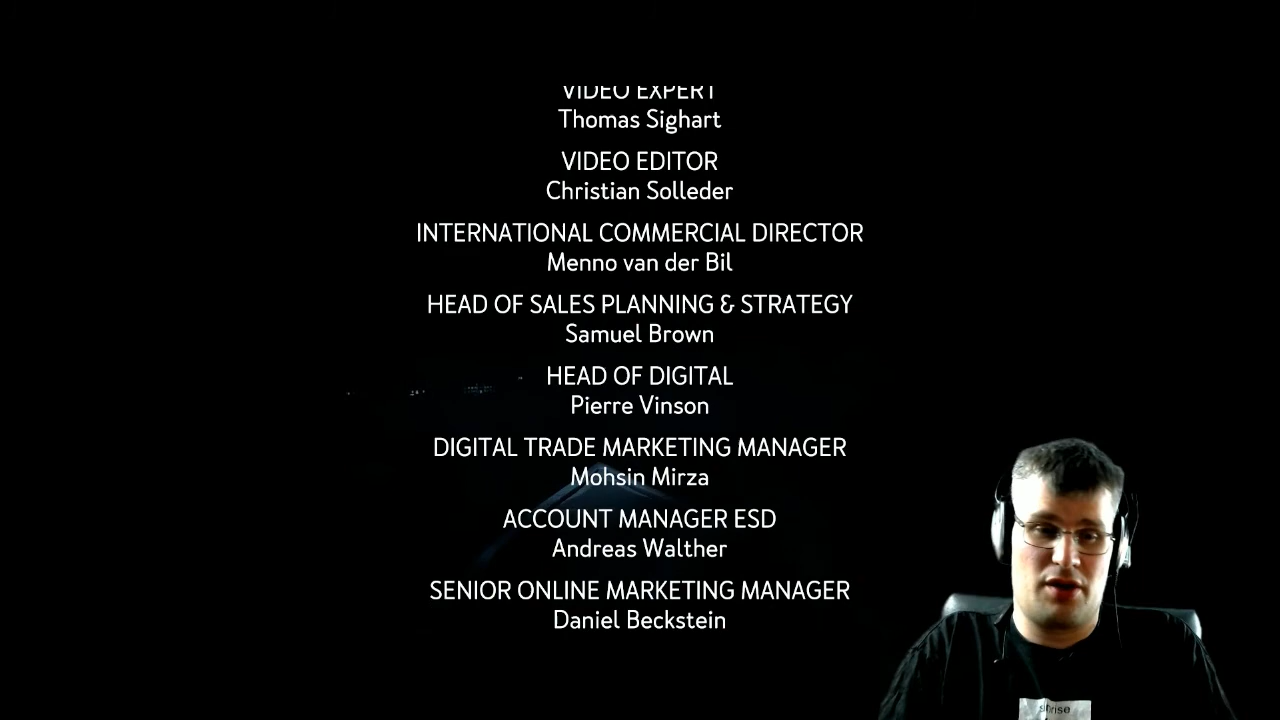 VIDEO EXPERT
Thomas Sighart
VIDEO EDITOR
Christian Solleder
INTERNATIONAL COMMERCIAL DIRECTOR
Menno van der Bil
HEAD OF SALES PLANNING & STRATEGY
Samuel Brown
HEAD OF DIGITAL
Pierre Vinson
DIGITAL TRADE MARKETING MANAGER
Mohsin Mirza
ACCOUNT MANAGER ESD
Andreas Walther
SENIOR ONLINE MARKETING MANAGER
Daniel Beckstein